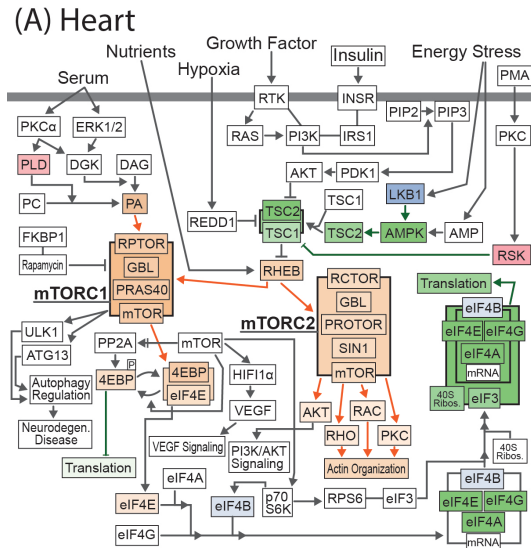 (A) Heart
Nutrients
Growth Factor
Insulin
Energy Stress
Serum
Hypoxia
PMA
RTK
INSR
PKCα
ERK1/2
RAS
PI3K
IRS1
PIP2
PIP3
PKC
PLD
DGK
DAG
AKT
PDK1
LKB1
PC
PA
REDD1
TSC2
TSC1
TSC1
TSC2
AMPK
AMP
FKBP1
Rapamycin
RPTOR
GBL
PRAS40
mTOR
mTORC1
RHEB
RSK
RCTOR
GBL
PROTOR
SIN1
mTOR
mTORC2
Translation
eIF4B
eIF4E
eIF4G
eIF4A
mRNA
40S
Ribos.
eIF3
ULK1
ATG13
PP2A
mTOR
4EBP
P
4EBP
eIF4E
HIFI1α
Autophagy
Regulation
VEGF
Neurodegen.
Disease
VEGF Signaling
PI3K/AKT
Signaling
AKT
RHO
RAC
PKC
Actin Organization
Translation
40S
Ribos.
eIF4E
eIF4A
eIF4G
eIF4B
p70
S6K
RPS6
eIF3
eIF4B
eIF4E
eIF4G
eIF4A
mRNA